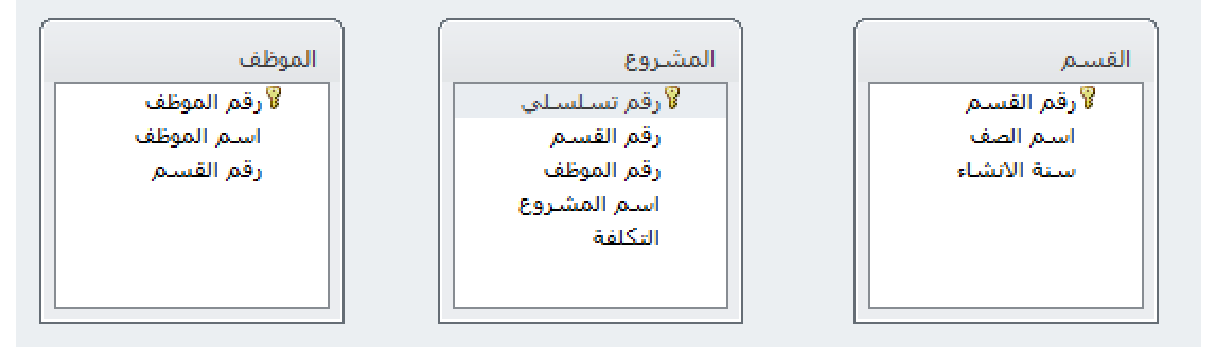 القسم
رقم القسم
اسم الصف
سنة الانشاء
المشروع
رقم تسلسلي
رقم القسم
رقم الموظف
اسم المشروع
التكلفة
الموظف
رقم الموظف
اسم الموظف
رقم القسم